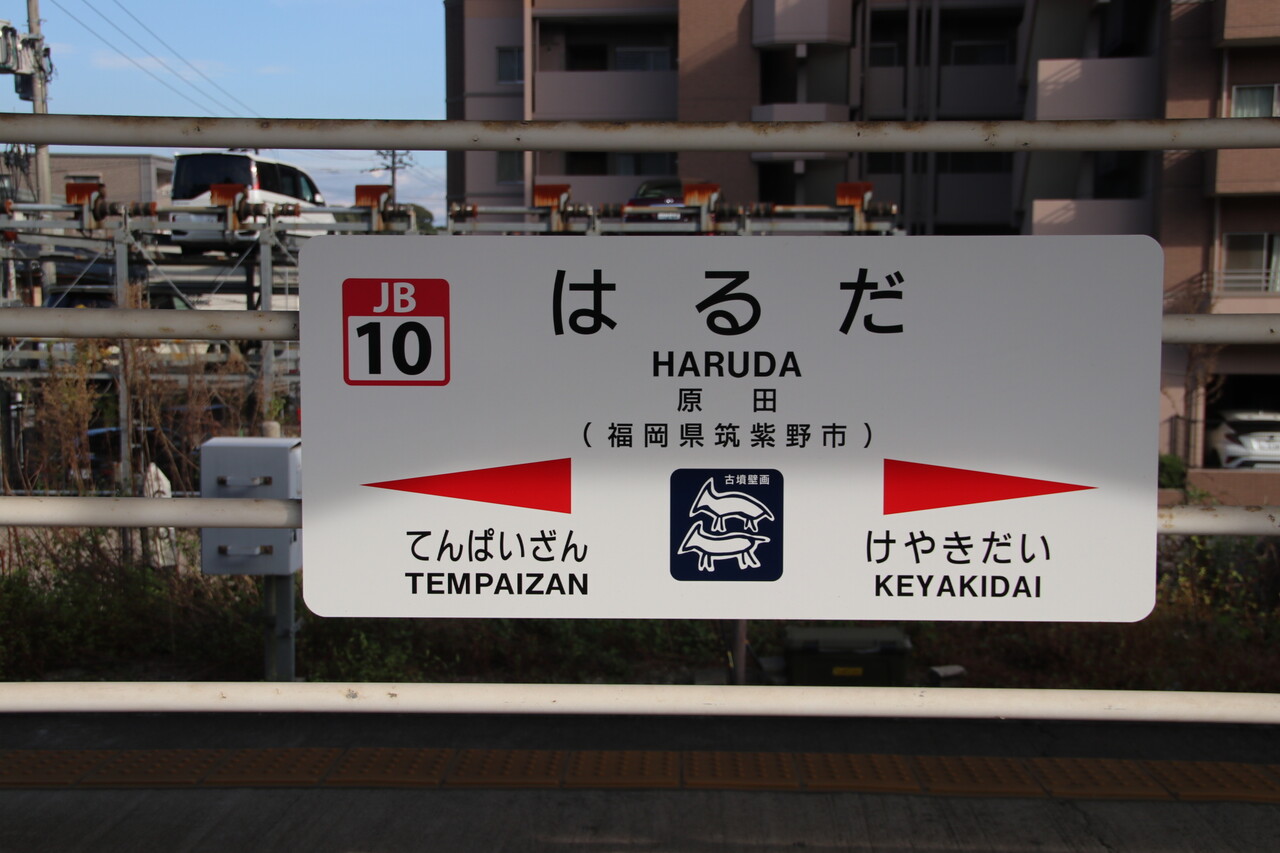 JB
10
はるだ
HARUDA
原田
（福岡県筑紫野市）
古墳壁画
てんぱいざん
TEMPAIZAN
けやきだい
KEYAKIDAI